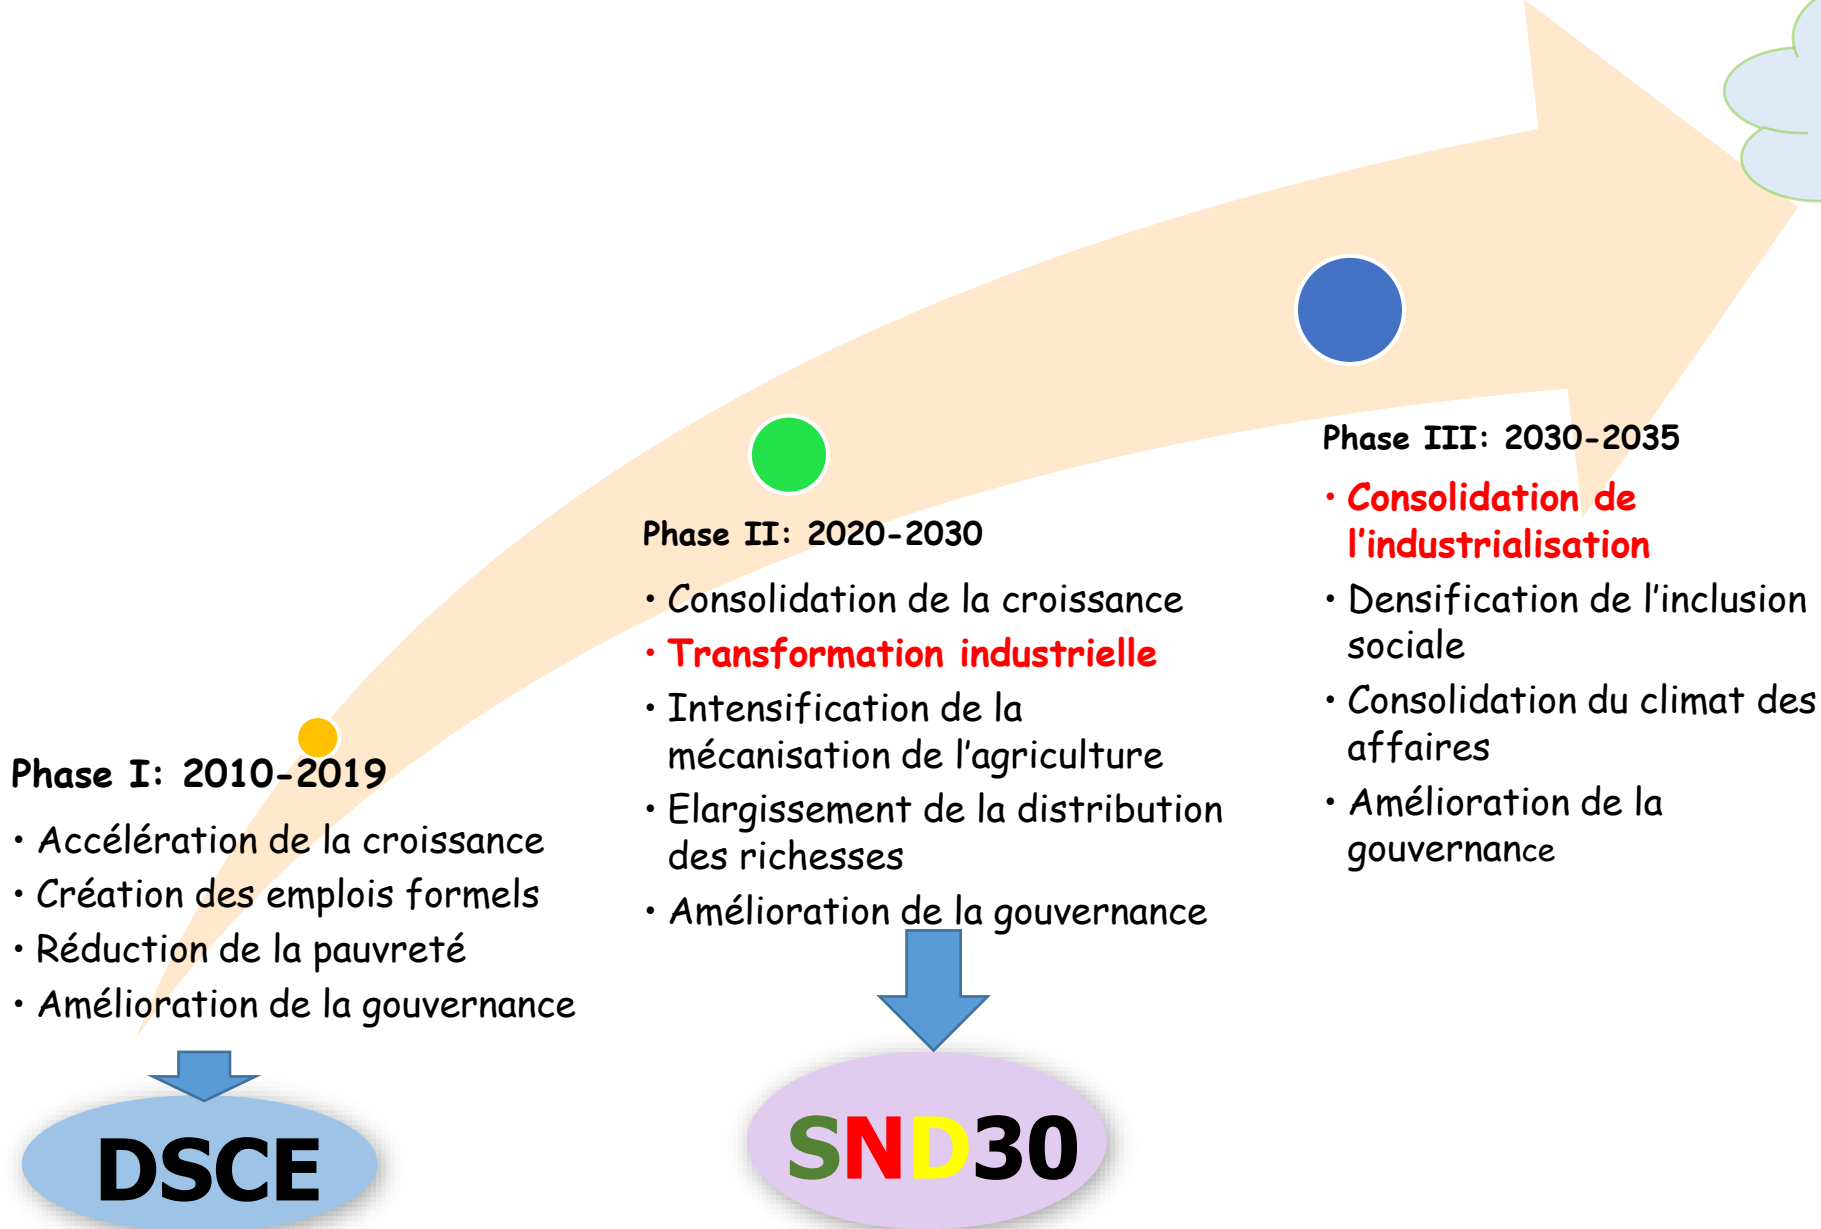 Phase I: 2010-2019
• Accélération de la croissance
• Création des emplois formels
• Réduction de la pauvreté
• Amélioration de la gouvernance
DSCE
Phase II: 2020-2030
• Consolidation de la croissance
• Transformation industrielle
• Intensification de la
mécanisation de l'agriculture
• Elargissement de la distribution
des richesses
• Amélioration de la gouvernance
SND30
Phase III: 2030-2035
• Consolidation de
l'industrialisation
• Densification de l'inclusion
sociale
• Consolidation du climat des
affaires
• Amélioration de la
gouvernance